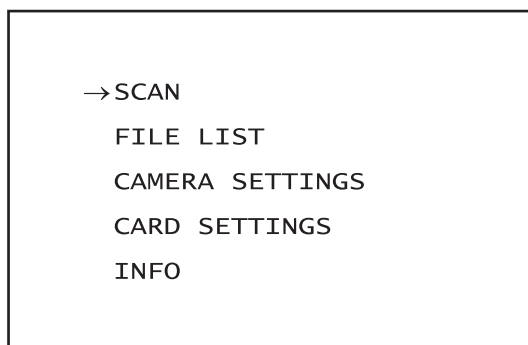 →SCAN
FILE LIST
CAMERA SETTINGS
CARD SETTINGS
INFO